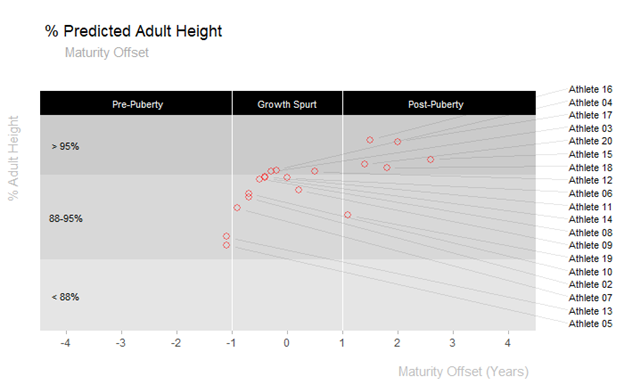 % Predicted Adult Height
Maturity Offset
% Adult Height
Pre-Puberty
Growth Spurt
Post-Puberty
> 95%
88-95%
< 88%
Athlete 16
Athlete 04
Athlete 17
Athlete 03
Athlete 20
Athlete 15
Athlete 18
Athlete 12
Athlete 06
Athlete 11
Athlete 14
Athlete 08
Athlete 09
Athlete 19
Athlete 10
Athlete 02
Athlete 07
Athlete 13
Athlete 05
-4 -3 -2 -1 0 1 2 3 4
Maturity Offset (Years)